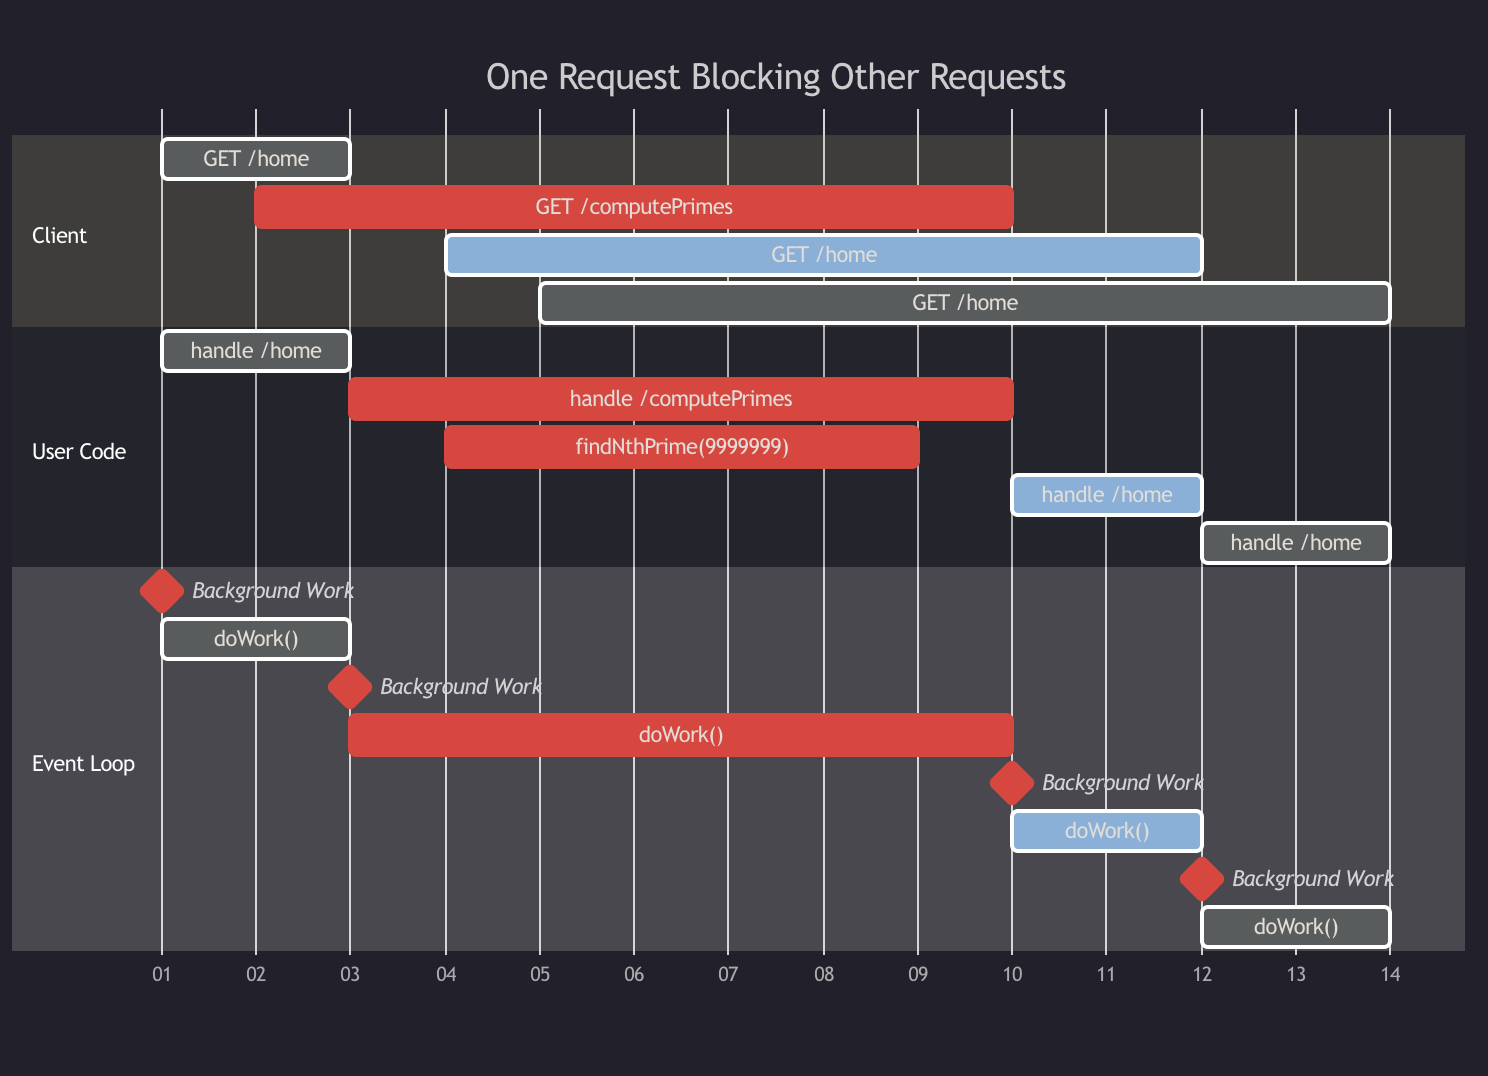 One Request Blocking Other Requests
Client
GET /home
GET /computePrimes
GET /home
GET /home
User Code
handle /home
handle /computePrimes
findNthPrime(9999999)
handle /home
handle /home
Event Loop
Background Work
doWork()
Background Work
doWork()
Background Work
doWork()
Background Work
doWork()
01 02 03 04 05 06 07 08 09 10 11 12 13 14